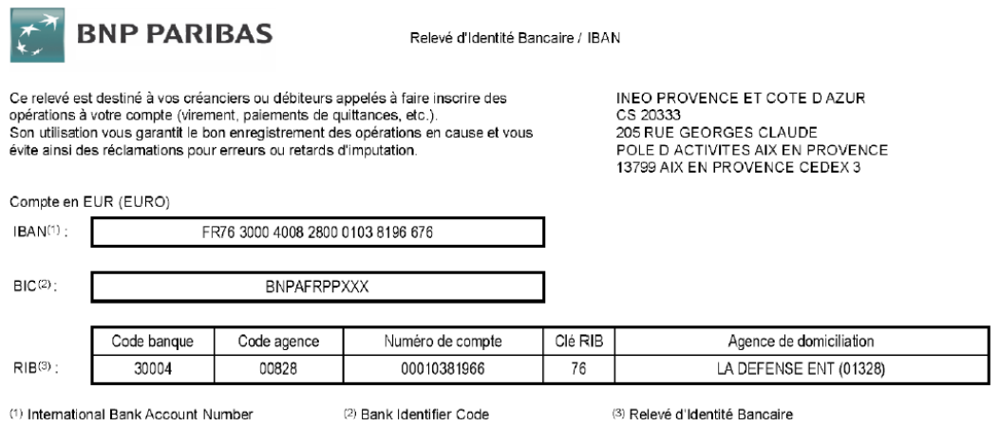 BNP PARIBAS
Relevé d'Identité Bancaire / IBAN
Ce relevé est destiné à vos créanciers ou débiteurs appelés à faire inscrire des
opérations à votre compte (virement, paiements de quittances, etc.).
Son utilisation vous garantit le bon enregistrement des opérations en cause et vous
évite ainsi des réclamations pour erreurs ou retards d'imputation.
INEO PROVENCE ET COTE D AZUR
CS 20333
205 RUE GEORGES CLAUDE
POLE D ACTIVITES AIX EN PROVENCE
13799 AIX EN PROVENCE CEDEX 3
Compte en EUR (EURO)
IBAN(1) : FR76 3000 4008 2800 0103 8196 676
BIC(2) : BNPAFRPPXXX
Code banque Code agence Numéro de compte Clé RIB Agence de domiciliation
RIB(3) : 30004 00828 00010381966 76 LA DEFENSE ENT (01328)
(1) International Bank Account Number (2) Bank Identifier Code (3) Relevé d'Identité Bancaire